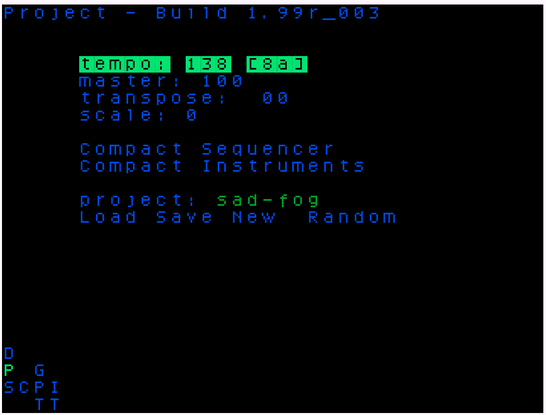 Project - Build 1.99r_003
tempo: 138 [8a]
master: 100
transpose: 00
scale: 0
Compact Sequencer
Compact Instruments
project: sad-fog
Load Save New Random
D
P G
SCPI
TT